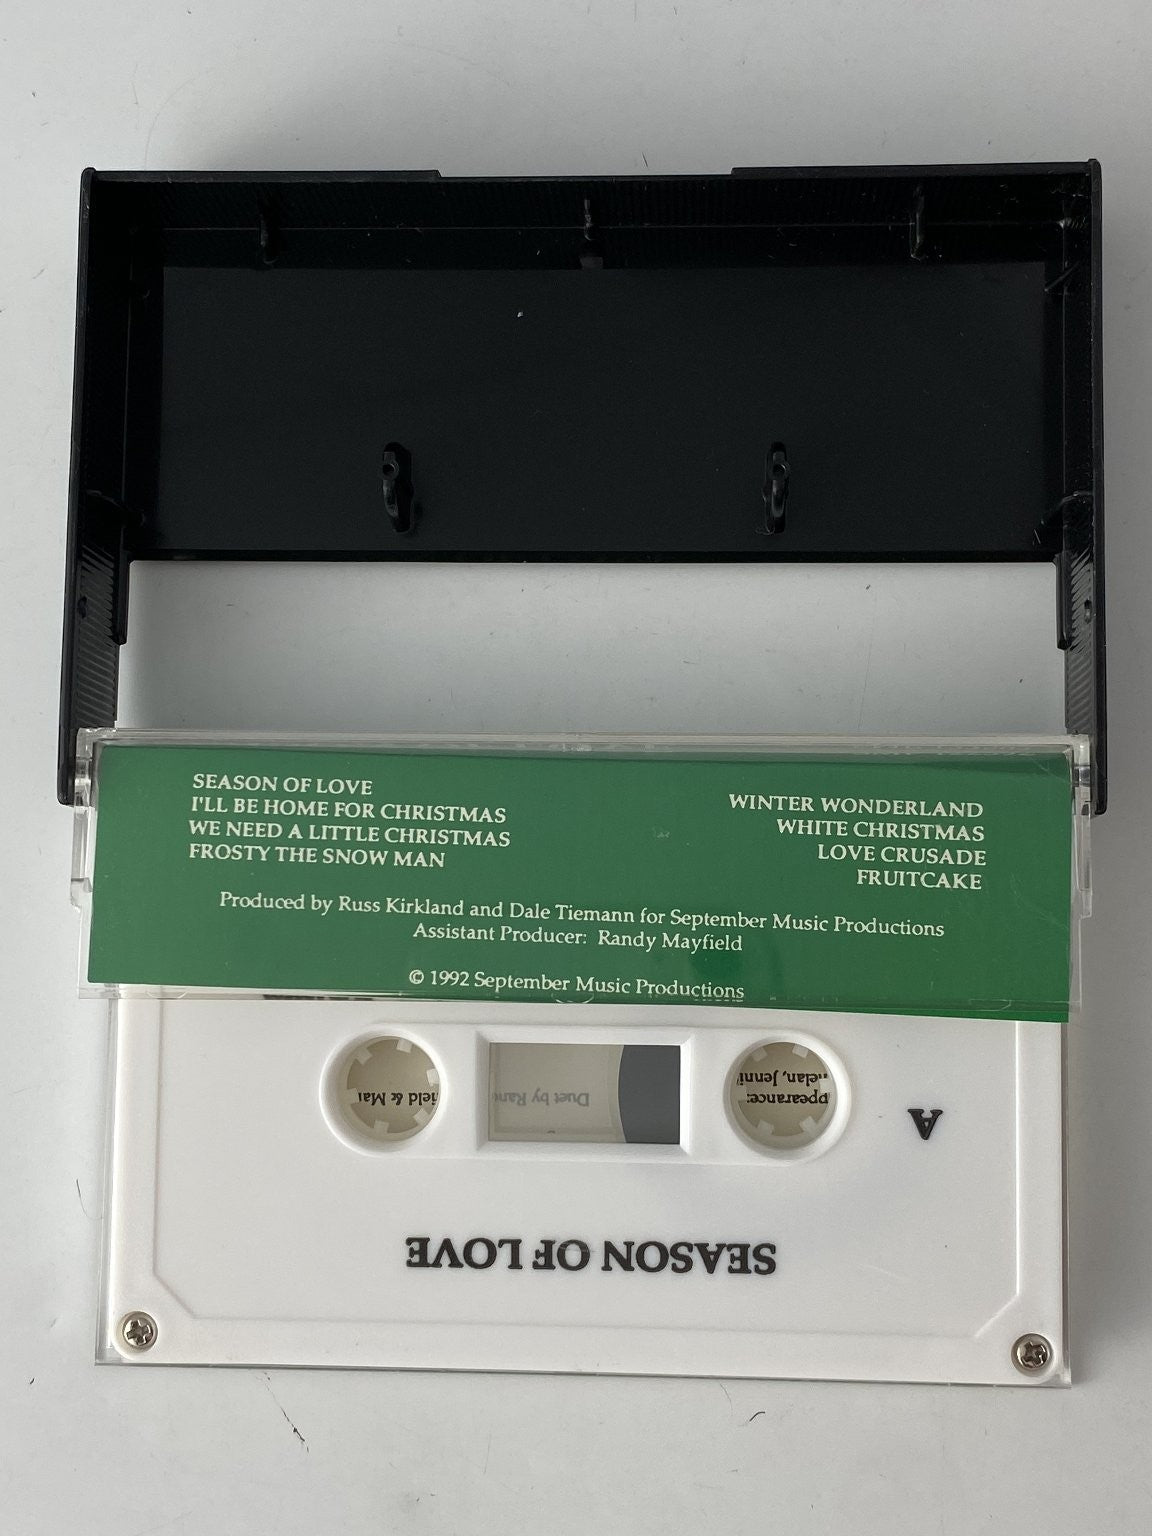 SEASON OF LOVE
I'LL BE HOME FOR CHRISTMAS
WE NEED A LITTLE CHRISTMAS
FROSTY THE SNOW MAN
WINTER WONDERLAND
WHITE CHRISTMAS
LOVE CRUSADE
FRUITCAKE
Produced by Russ Kirkland and Dale Tiemann for September Music Productions
Assistant Producer: Randy Mayfield
© 1992 September Music Productions
A
SEASON OF LOVE
Duet by
&